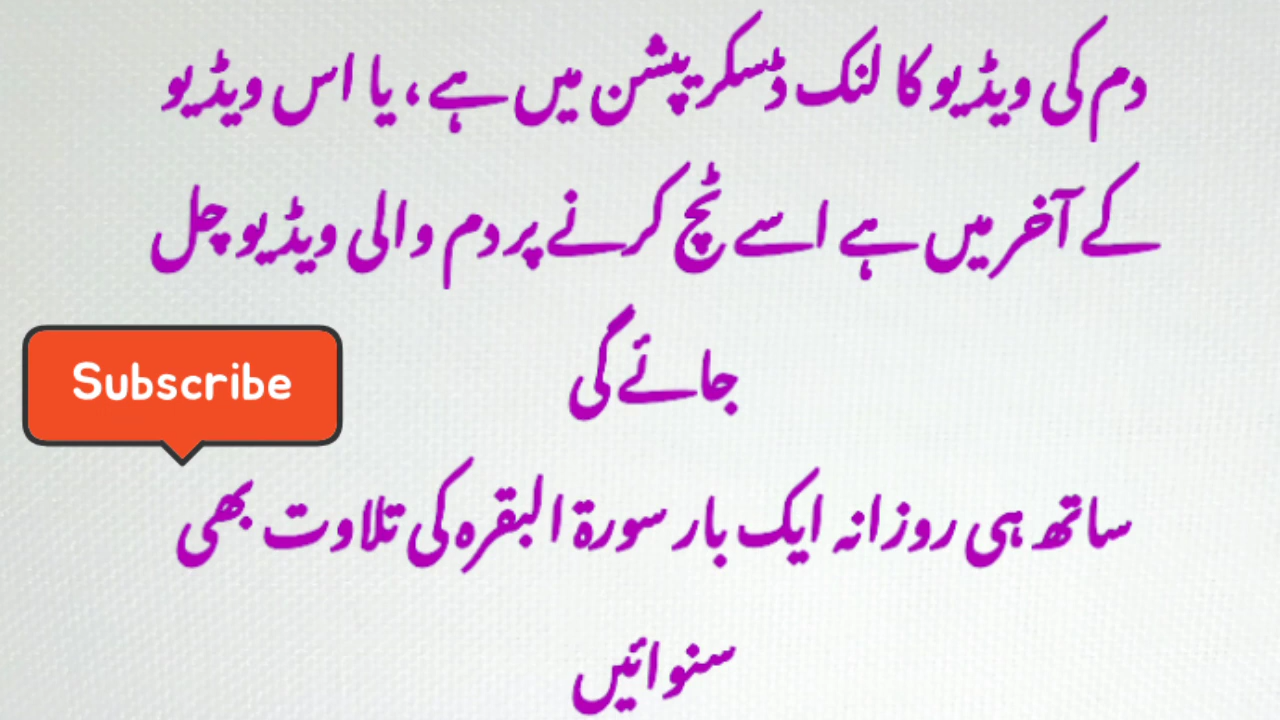 دم کی ویڈیو کا لنک ڈسکرپشن میں ہے، یا اس ویڈیو
کے آخر میں ہے اسے ٹچ کرنے پر دم والی ویڈیو چل
جائے گی
Subscribe
ساتھ ہی روزانہ ایک بار سورۃ البقرہ کی تلاوت بھی
سنوائیں